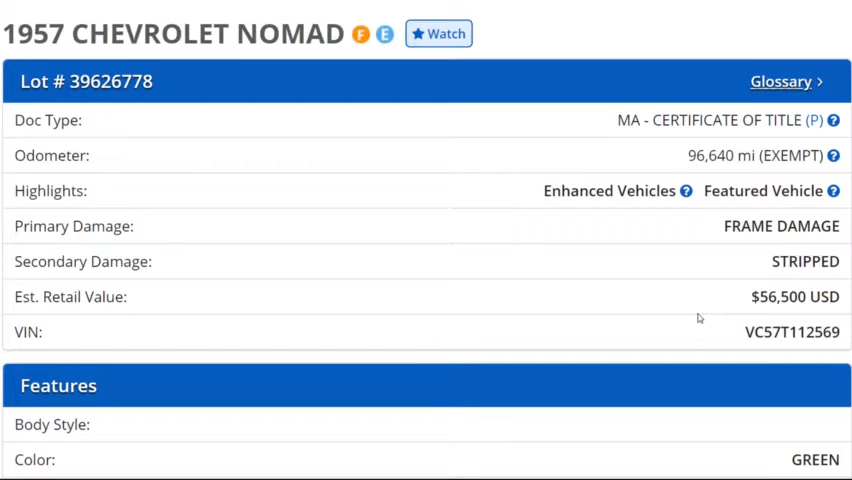 1957 CHEVROLET NOMAD F E Watch
Lot # 39626778 Glossary >
Doc Type: MA - CERTIFICATE OF TITLE (P) ?
Odometer: 96,640 mi (EXEMPT) ?
Highlights: Enhanced Vehicles ? Featured Vehicle ?
Primary Damage: FRAME DAMAGE
Secondary Damage: STRIPPED
Est. Retail Value: $56,500 USD
VIN: VC57T112569
Features
Body Style:
Color: GREEN